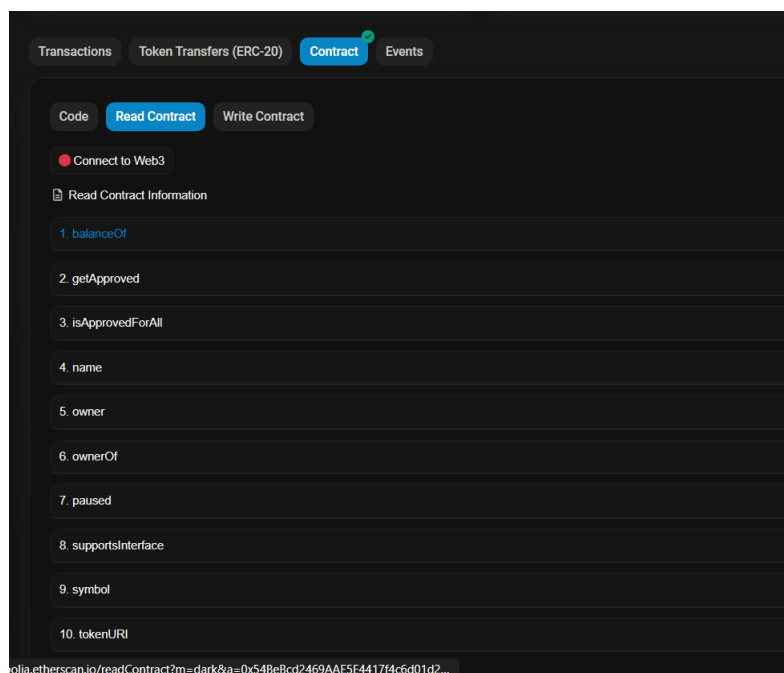 Transactions Token Transfers (ERC-20) Contract Events
Code Read Contract Write Contract
Connect to Web3
Read Contract Information
1. balanceOf
2. getApproved
3. isApprovedForAll
4. name
5. owner
6. ownerOf
7. paused
8. supportsInterface
9. symbol
10. tokenURI
olia.etherscan.io/readContract?m=dark&a=0x54BeBcd2469AAE5E4417f4c6d01d2...